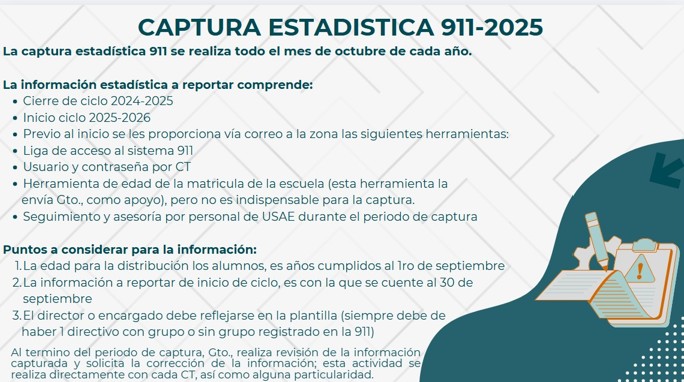 CAPTURA ESTADISTICA 911-2025
La captura estadística 911 se realiza todo el mes de octubre de cada año.
La información estadística a reportar comprende:
• Cierre de ciclo 2024-2025
• Inicio ciclo 2025-2026
• Previo al inicio se les proporciona vía correo a la zona las siguientes herramientas:
• Liga de acceso al sistema 911
• Usuario y contraseña por CT
• Herramienta de edad de la matricula de la escuela (esta herramienta la
envía Gto., como apoyo), pero no es indispensable para la captura.
• Seguimiento y asesoría por personal de USAE durante el periodo de captura
Puntos a considerar para la información:
1. La edad para la distribución los alumnos, es años cumplidos al 1ro de septiembre
2. La información a reportar de inicio de ciclo, es con la que se cuente al 30 de
septiembre
3. El director o encargado debe reflejarse en la plantilla (siempre debe de
haber 1 directivo con grupo o sin grupo registrado en la 911)
Al termino del periodo de captura, Gto., realiza revisión de la información
capturada y solicita la corrección de la información; esta actividad se
realiza directamente con cada CT, así como alguna particularidad.